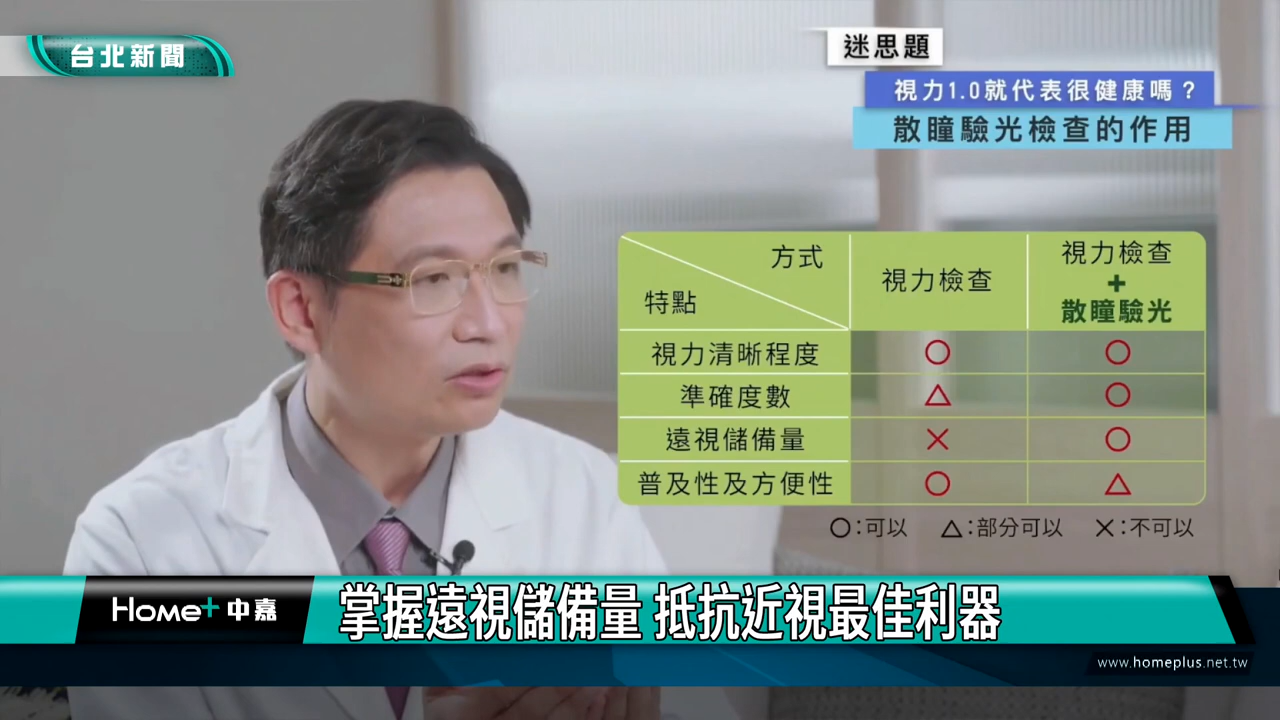 台北新聞
迷思題
視力1.0就代表很健康嗎？
散瞳驗光檢查的作用
方式
特點
視力檢查
視力檢查
+
散瞳驗光
視力清晰程度 ○ ○
準確度數 △ ○
遠視儲備量 × ○
普及性及方便性 ○ △
○：可以 △：部分可以 ×：不可以
Home+ 中嘉
掌握遠視儲備量 抵抗近視最佳利器
www.homeplus.net.tw